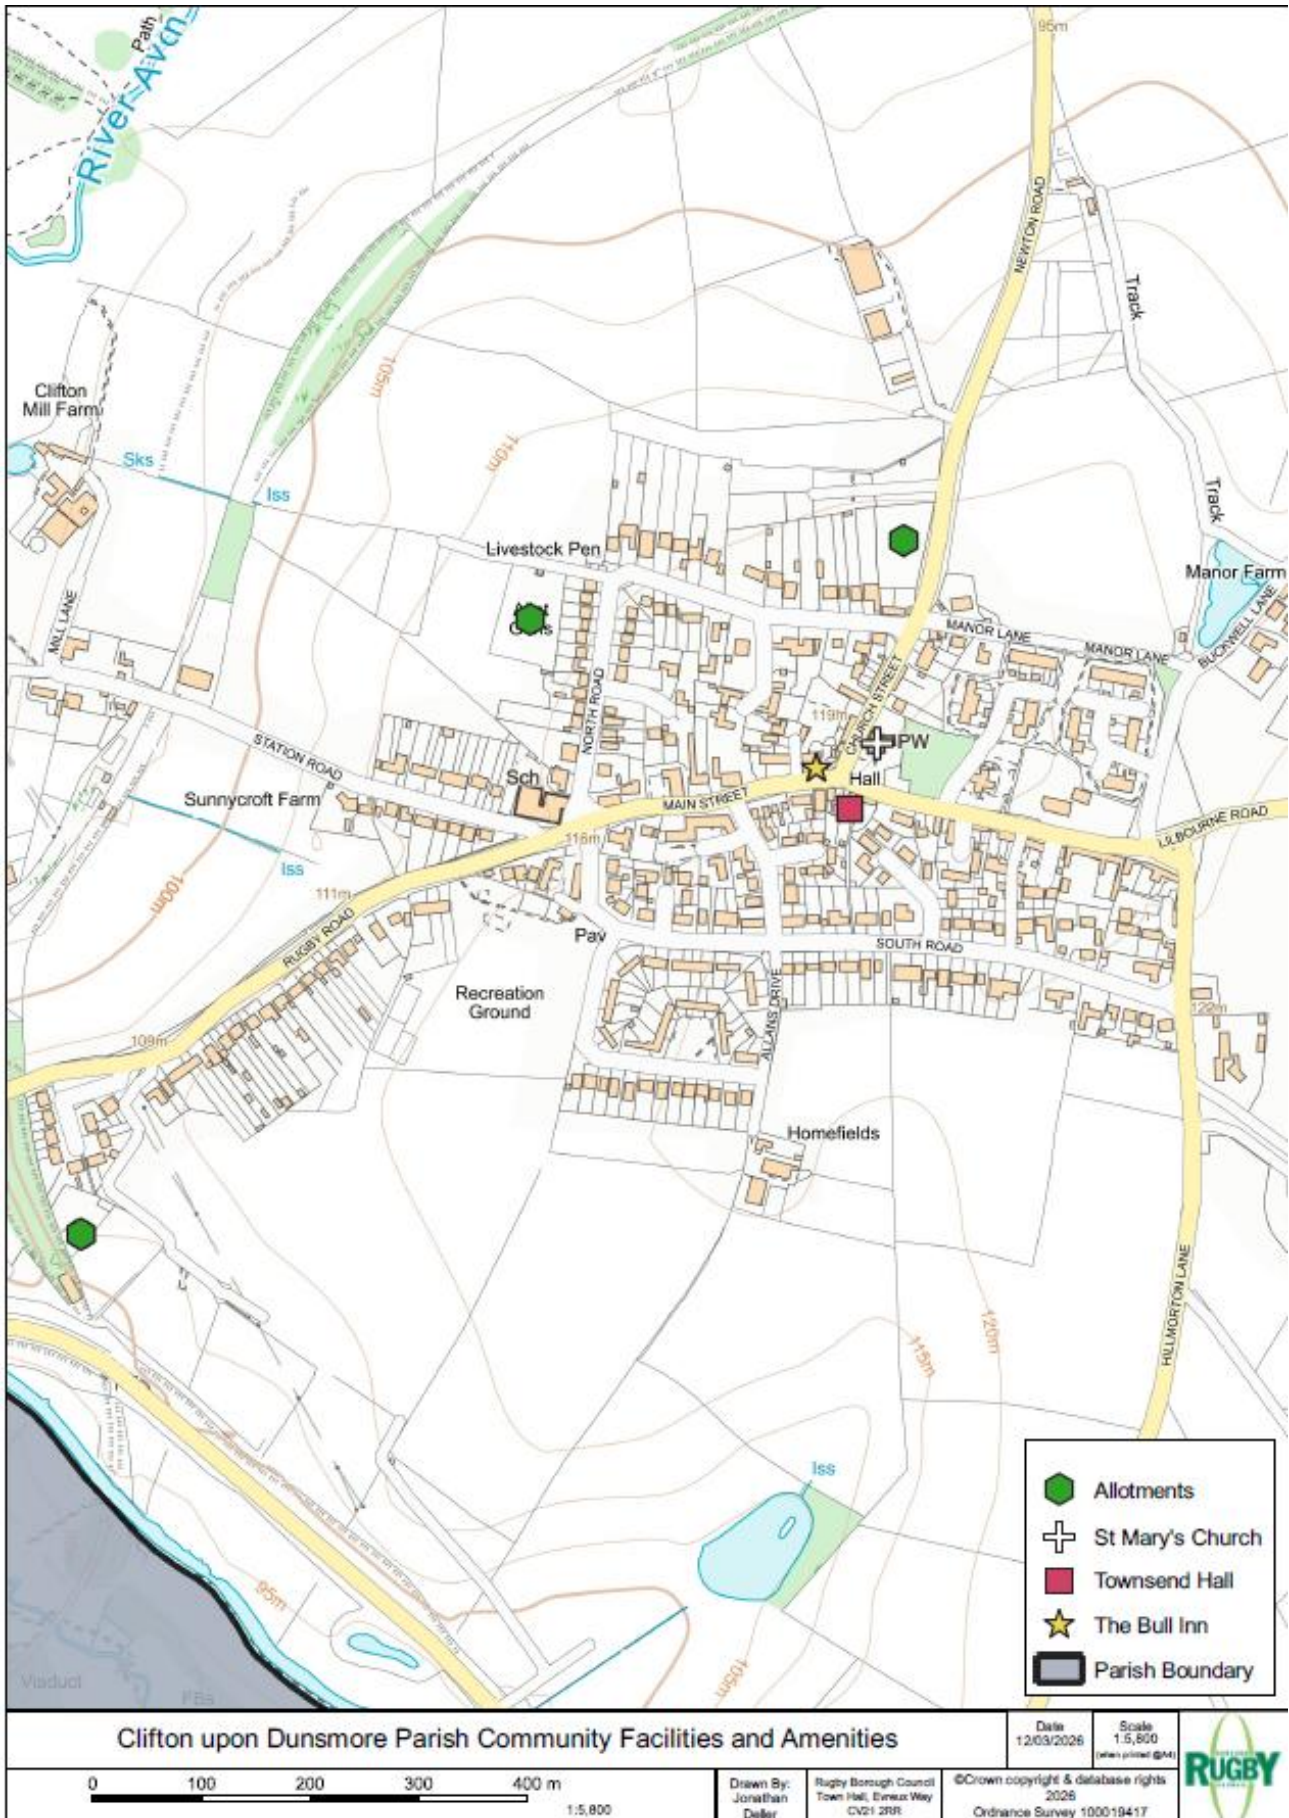 Path
River Avon
95m
NEWTON ROAD
Track
Clifton
Mill Farm
105m
110m
Sks
Iss
Track
Livestock Pen
Manor Farm
MILL LANE
MANOR LANE
MANOR LANE
BUCKWELL LANE
NORTH ROAD
CHURCH STREET
119m
PW
STATION ROAD
Sch
Hall
Sunnycroft Farm
MAIN STREET
LILBOURNE ROAD
116m
Iss
100m
111m
RUGBY ROAD
Pav
SOUTH ROAD
Recreation
Ground
ALLANS DRIVE
122m
109m
Homefields
HILLMORTON LANE
120m
115m
Iss
95m
105m
Viaduct
FBs
Allotments
St Mary's Church
Townsend Hall
The Bull Inn
Parish Boundary
Clifton upon Dunsmore Parish Community Facilities and Amenities
Date
12/03/2026
Scale
1:5,800
(when printed @A4)
0 100 200 300 400 m
1:5,800
Drawn By:
Jonathan
Deller
Rugby Borough Council
Town Hall, Evreux Way
CV21 2RR
©Crown copyright & database rights
2026
Ordnance Survey 100019417
RUGBY